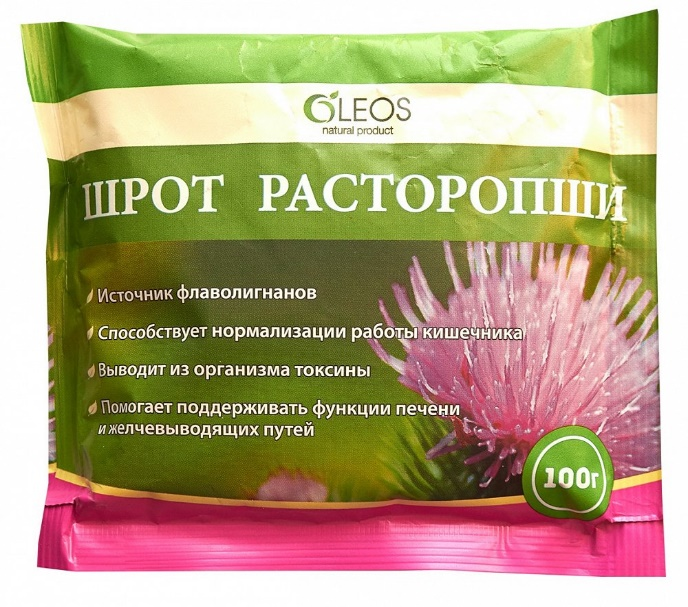 OLEOS
natural product
ШРОТ РАСТОРОПШИ
Источник флаволигнанов
Способствует нормализации работы кишечника
Выводит из организма токсины
Помогает поддерживать функции печени
и желчевыводящих путей
100г